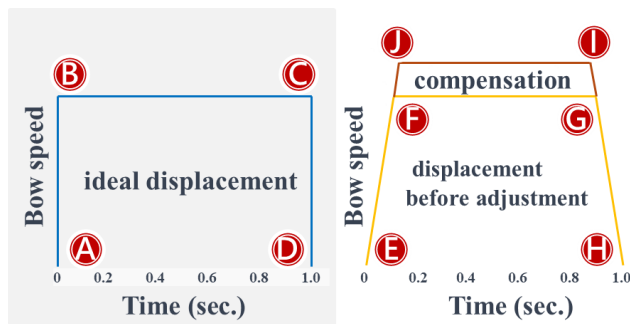 B
C
Bow speed
ideal displacement
A
D
0 0.2 0.4 0.6 0.8 1.0
Time (sec.)
J
I
compensation
F
G
Bow speed
displacement
before adjustment
E
H
0 0.2 0.4 0.6 0.8 1.0
Time (sec.)